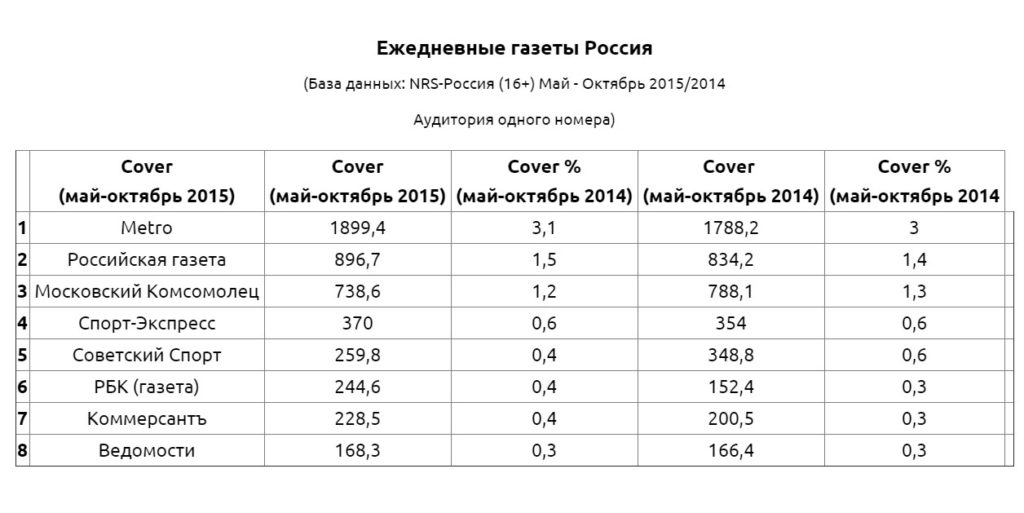 Ежедневные газеты Россия
(База данных: NRS-Россия (16+) Май - Октябрь 2015/2014
Аудитория одного номера)
Cover Cover Cover % Cover Cover %
(май-октябрь 2015) (май-октябрь 2015) (май-октябрь 2014) (май-октябрь 2014) (май-октябрь 2014
1 Metro 1899,4 3,1 1788,2 3
2 Российская газета 896,7 1,5 834,2 1,4
3 Московский Комсомолец 738,6 1,2 788,1 1,3
4 Спорт-Экспресс 370 0,6 354 0,6
5 Советский Спорт 259,8 0,4 348,8 0,6
6 РБК (газета) 244,6 0,4 152,4 0,3
7 Коммерсантъ 228,5 0,4 200,5 0,3
8 Ведомости 168,3 0,3 166,4 0,3